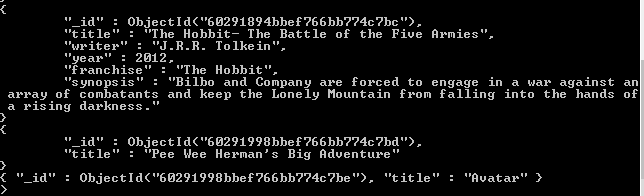 {
"_id" : ObjectId("60291894bbef766bb774c7bc"),
"title" : "The Hobbit- The Battle of the Five Armies",
"writer" : "J.R.R. Tolkein",
"year" : 2012,
"franchise" : "The Hobbit",
"synopsis" : "Bilbo and Company are forced to engage in a war against an
array of combatants and keep the Lonely Mountain from falling into the hands of
a rising darkness."
}
{
"_id" : ObjectId("60291998bbef766bb774c7bd"),
"title" : "Pee Wee Herman's Big Adventure"
}
{ "_id" : ObjectId("60291998bbef766bb774c7be"), "title" : "Avatar" }
>